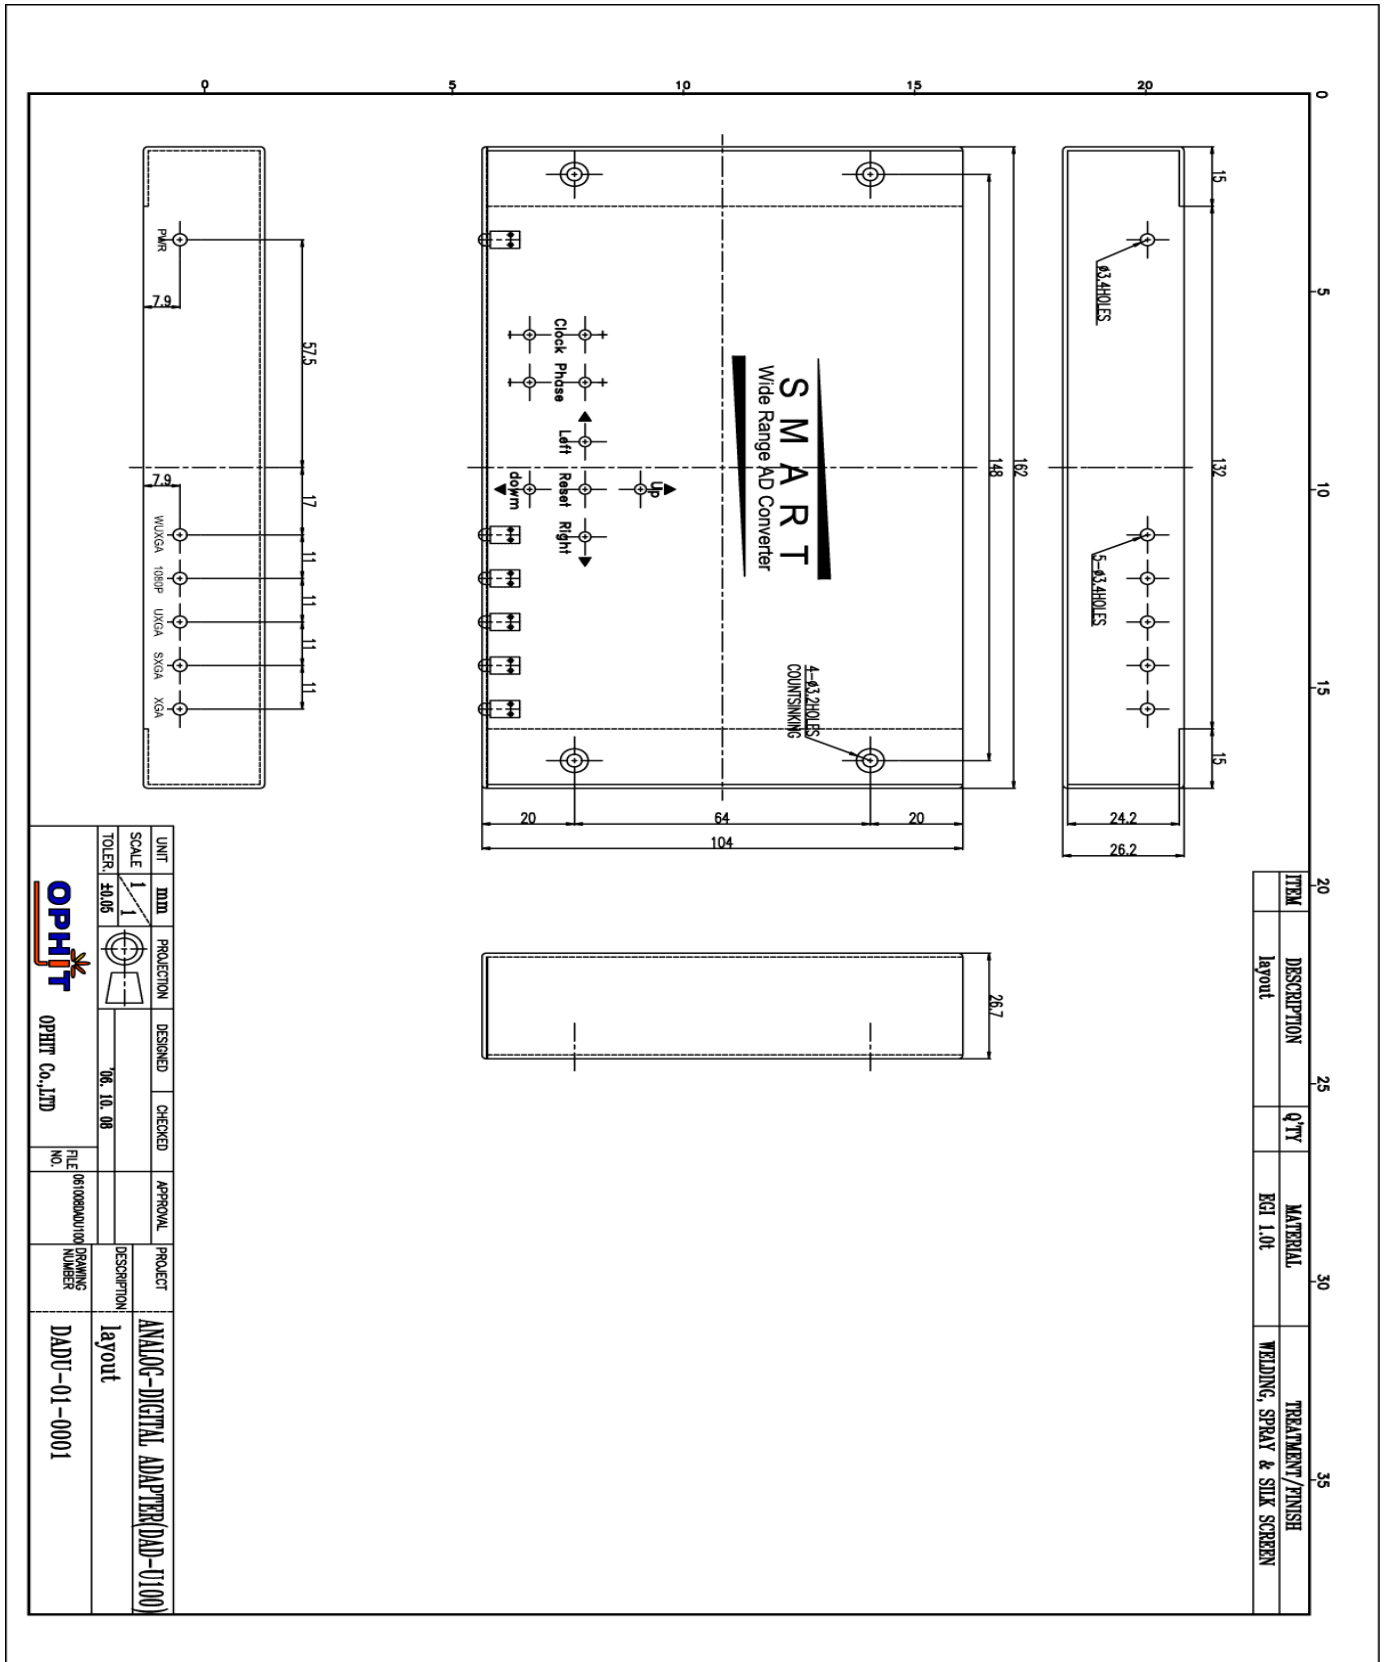 0
5
10
15
20
0
5
10
15
20
25
30
35
15
132
15
ø3.4HOLES
5-ø3.4HOLES
24.2
26.2
162
148
S M A R T
Wide Range AD Converter
Up
Clock Phase
Left Reset Right
dowm
4-ø3.2HOLES
COUNTSINKING
20
64
20
104
26.7
57.5
17
11
11
11
11
7.9
7.9
PWR
WUXGA
1080P
UXGA
SXGA
XGA
ITEM DESCRIPTION Q'TY MATERIAL TREATMENT/FINISH
layout EGI 1.0t WELDING, SPRAY & SILK SCREEN
UNIT mm PROJECTION DESIGNED CHECKED APPROVAL PROJECT ANALOG-DIGITAL ADAPTER(DAD-U100)
SCALE 1 1
TOLER. ±0.05 '06. 10. 08 DESCRIPTION layout
OPHIT OPHIT Co.,LTD FILE NO. 061008DADU100 DRAWING NUMBER DADU-01-0001